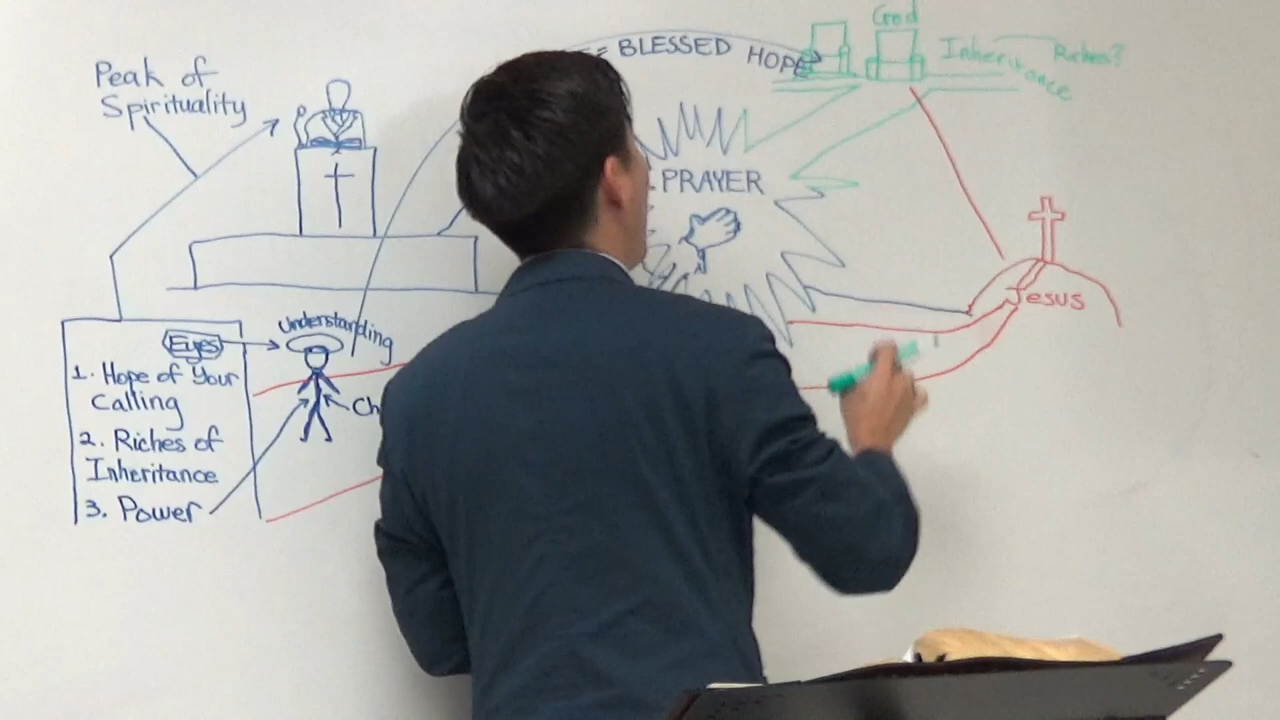 Peak of
Spirituality
= BLESSED HOPE
God
Inheritance
Riches?
PRAYER
Jesus
Understanding
Eyes
1. Hope of Your
Calling
2. Riches of
Inheritance
3. Power
Ch